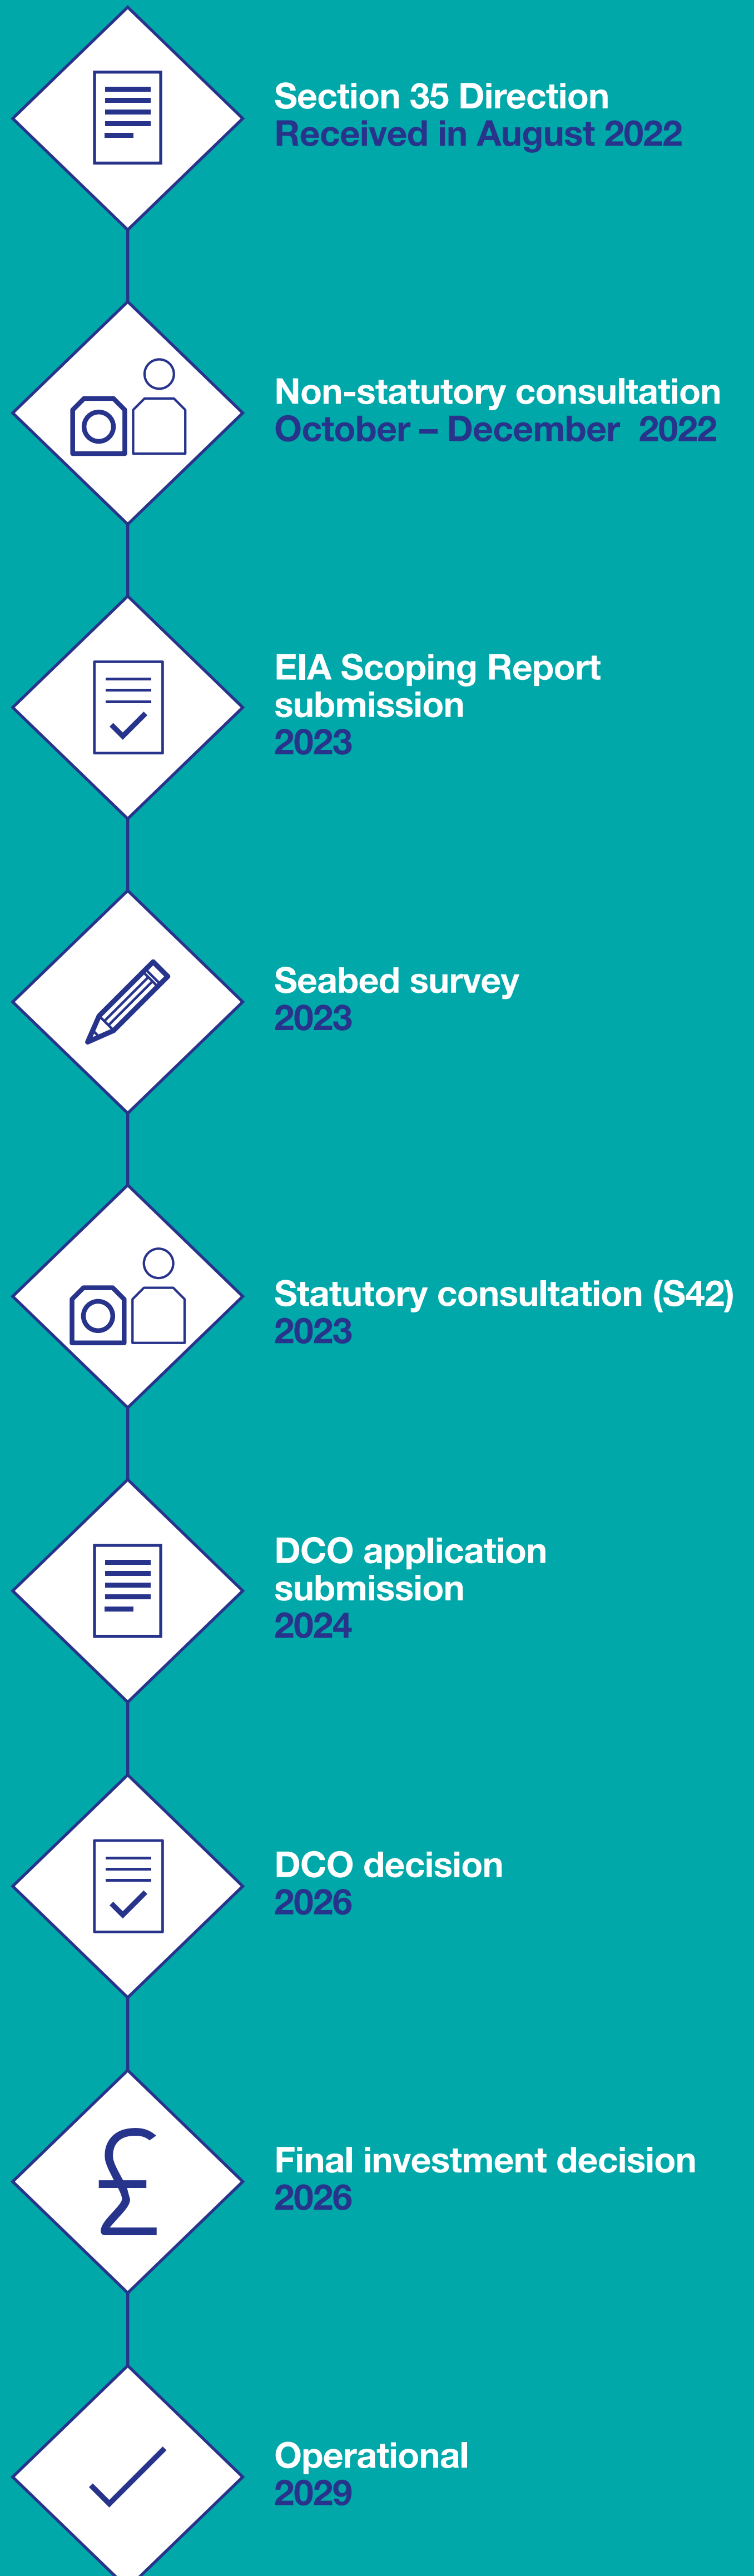 Section 35 Direction
Received in August 2022
Non-statutory consultation
October – December 2022
EIA Scoping Report
submission
2023
Seabed survey
2023
Statutory consultation (S42)
2023
DCO application
submission
2024
DCO decision
2026
£
Final investment decision
2026
Operational
2029